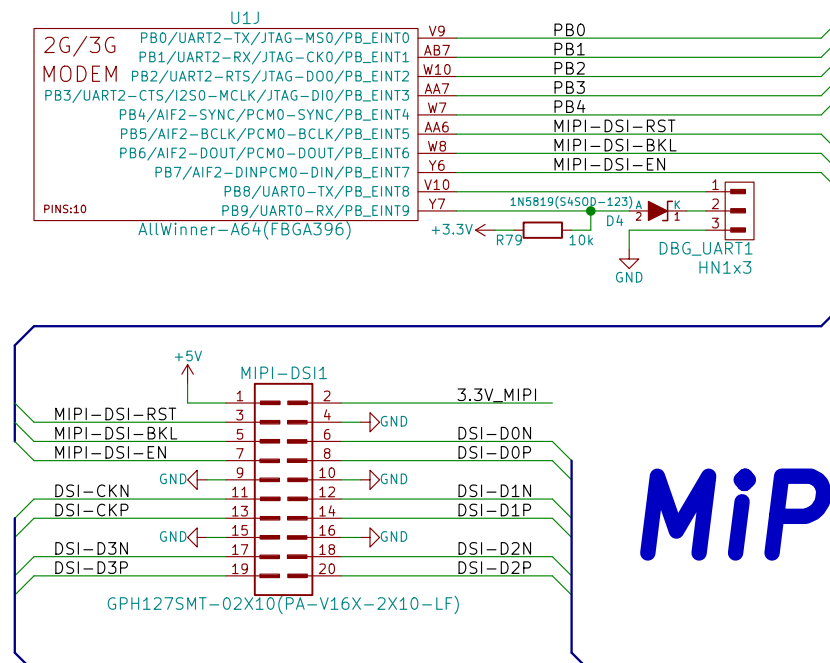 U1J
2G/3G
MODEM
PINS:10
PB0/UART2-TX/JTAG-MS0/PB_EINT0 V9 PB0
PB1/UART2-RX/JTAG-CK0/PB_EINT1 AB7 PB1
PB2/UART2-RTS/JTAG-DO0/PB_EINT2 W10 PB2
PB3/UART2-CTS/I2S0-MCLK/JTAG-DI0/PB_EINT3 AA7 PB3
PB4/AIF2-SYNC/PCM0-SYNC/PB_EINT4 W7 PB4
PB5/AIF2-BCLK/PCM0-BCLK/PB_EINT5 AA6 MIPI-DSI-RST
PB6/AIF2-DOUT/PCM0-DOUT/PB_EINT6 W8 MIPI-DSI-BKL
PB7/AIF2-DINPCM0-DIN/PB_EINT7 Y6 MIPI-DSI-EN
PB8/UART0-TX/PB_EINT8 V10 1
PB9/UART0-RX/PB_EINT9 Y7 1N5819(S4SOD-123) A K 2
D4 2 1
AllWinner-A64(FBGA396) +3.3V 3
R79 10k DBG_UART1
GND HN1x3
+5V
MIPI-DSI1
1 2 3.3V_MIPI
MIPI-DSI-RST 3 4 GND
MIPI-DSI-BKL 5 6 DSI-D0N
MIPI-DSI-EN 7 8 DSI-D0P
GND 9 10 GND
DSI-CKN 11 12 DSI-D1N
DSI-CKP 13 14 DSI-D1P
GND 15 16 GND
DSI-D3N 17 18 DSI-D2N
DSI-D3P 19 20 DSI-D2P
GPH127SMT-02X10(PA-V16X-2X10-LF)
MiP